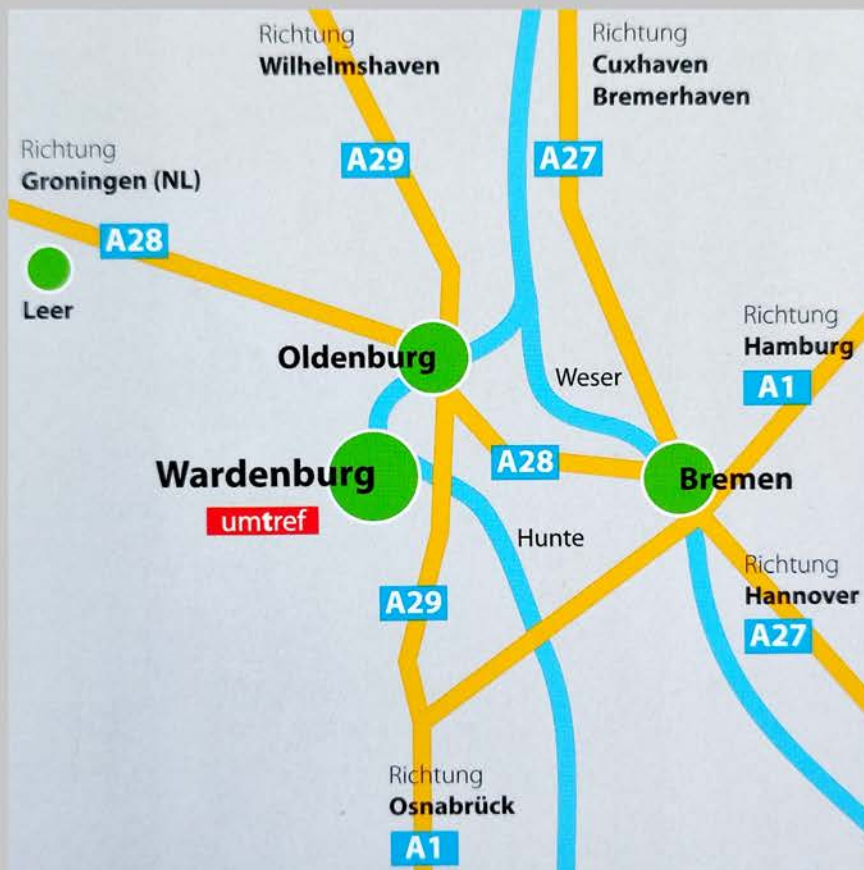 Richtung
Wilhelmshaven
Richtung
Cuxhaven
Bremerhaven
Richtung
Groningen (NL)
A29
A27
A28
Leer
Oldenburg
Richtung
Hamburg
A1
Weser
Wardenburg
umtref
A28
Bremen
Hunte
Richtung
Hannover
A27
A29
Richtung
Osnabrück
A1